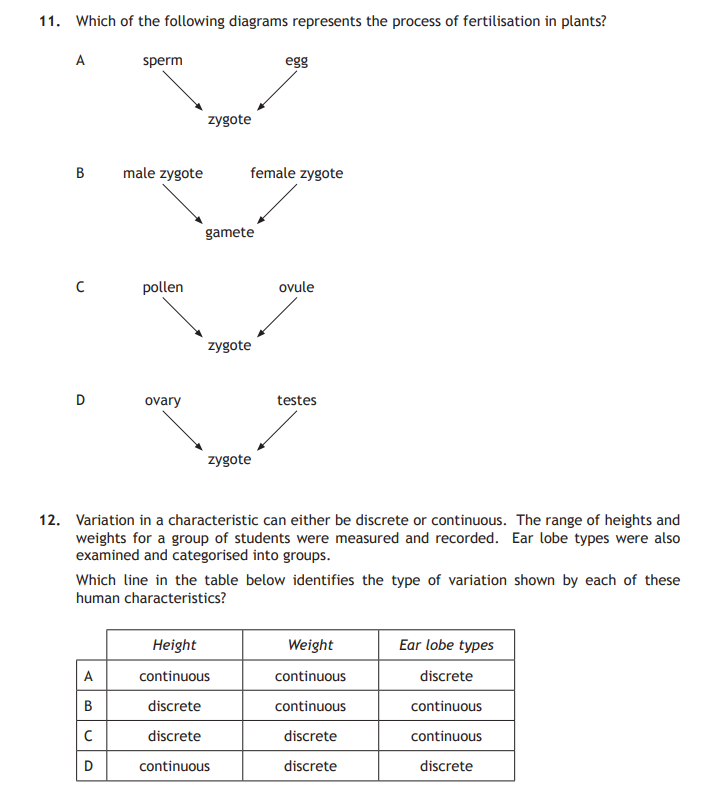 11. Which of the following diagrams represents the process of fertilisation in plants?
A sperm egg
zygote
B male zygote female zygote
gamete
C pollen ovule
zygote
D ovary testes
zygote
12. Variation in a characteristic can either be discrete or continuous. The range of heights and
weights for a group of students were measured and recorded. Ear lobe types were also
examined and categorised into groups.
Which line in the table below identifies the type of variation shown by each of these
human characteristics?
Height Weight Ear lobe types
A continuous continuous discrete
B discrete continuous continuous
C discrete discrete continuous
D continuous discrete discrete